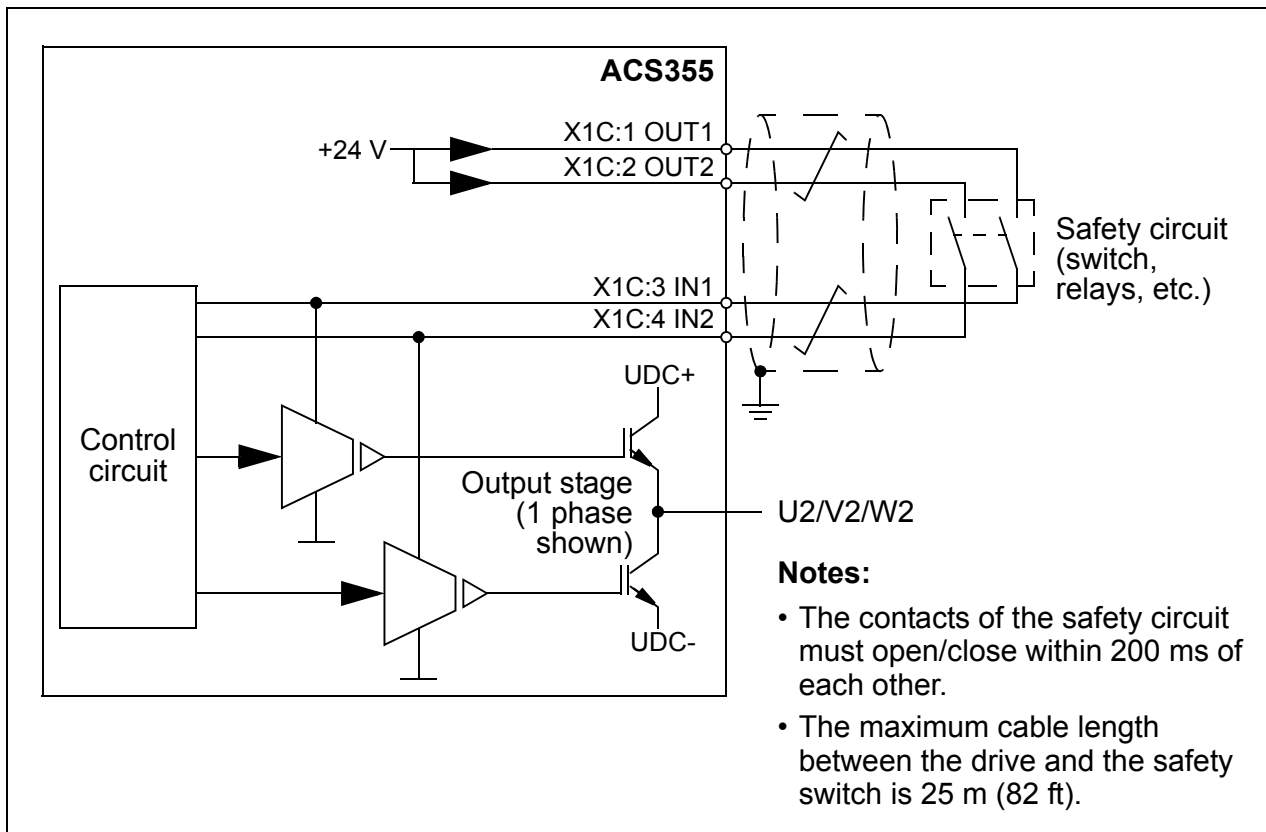 ACS355
X1C:1 OUT1
+24 V
X1C:2 OUT2
Safety circuit
(switch,
relays, etc.)
X1C:3 IN1
X1C:4 IN2
UDC+
Control
circuit
Output stage
(1 phase
shown)
U2/V2/W2
UDC-
Notes:
• The contacts of the safety circuit
must open/close within 200 ms of
each other.
• The maximum cable length
between the drive and the safety
switch is 25 m (82 ft).